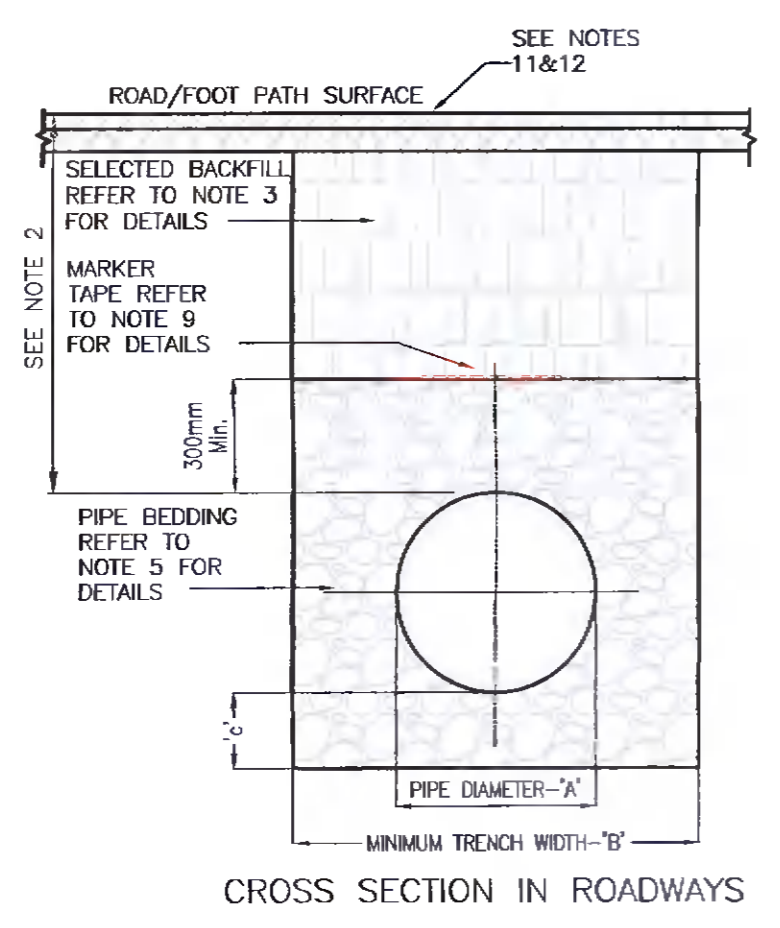 SEE NOTES
11&12
ROAD/FOOT PATH SURFACE
SELECTED BACKFILL
REFER TO NOTE 3
FOR DETAILS
SEE NOTE 2
MARKER
TAPE REFER
TO NOTE 9
FOR DETAILS
300mm
Min.
PIPE BEDDING
REFER TO
NOTE 5 FOR
DETAILS
'c'
PIPE DIAMETER-'A'
MINIMUM TRENCH WIDTH-'B'
CROSS SECTION IN ROADWAYS